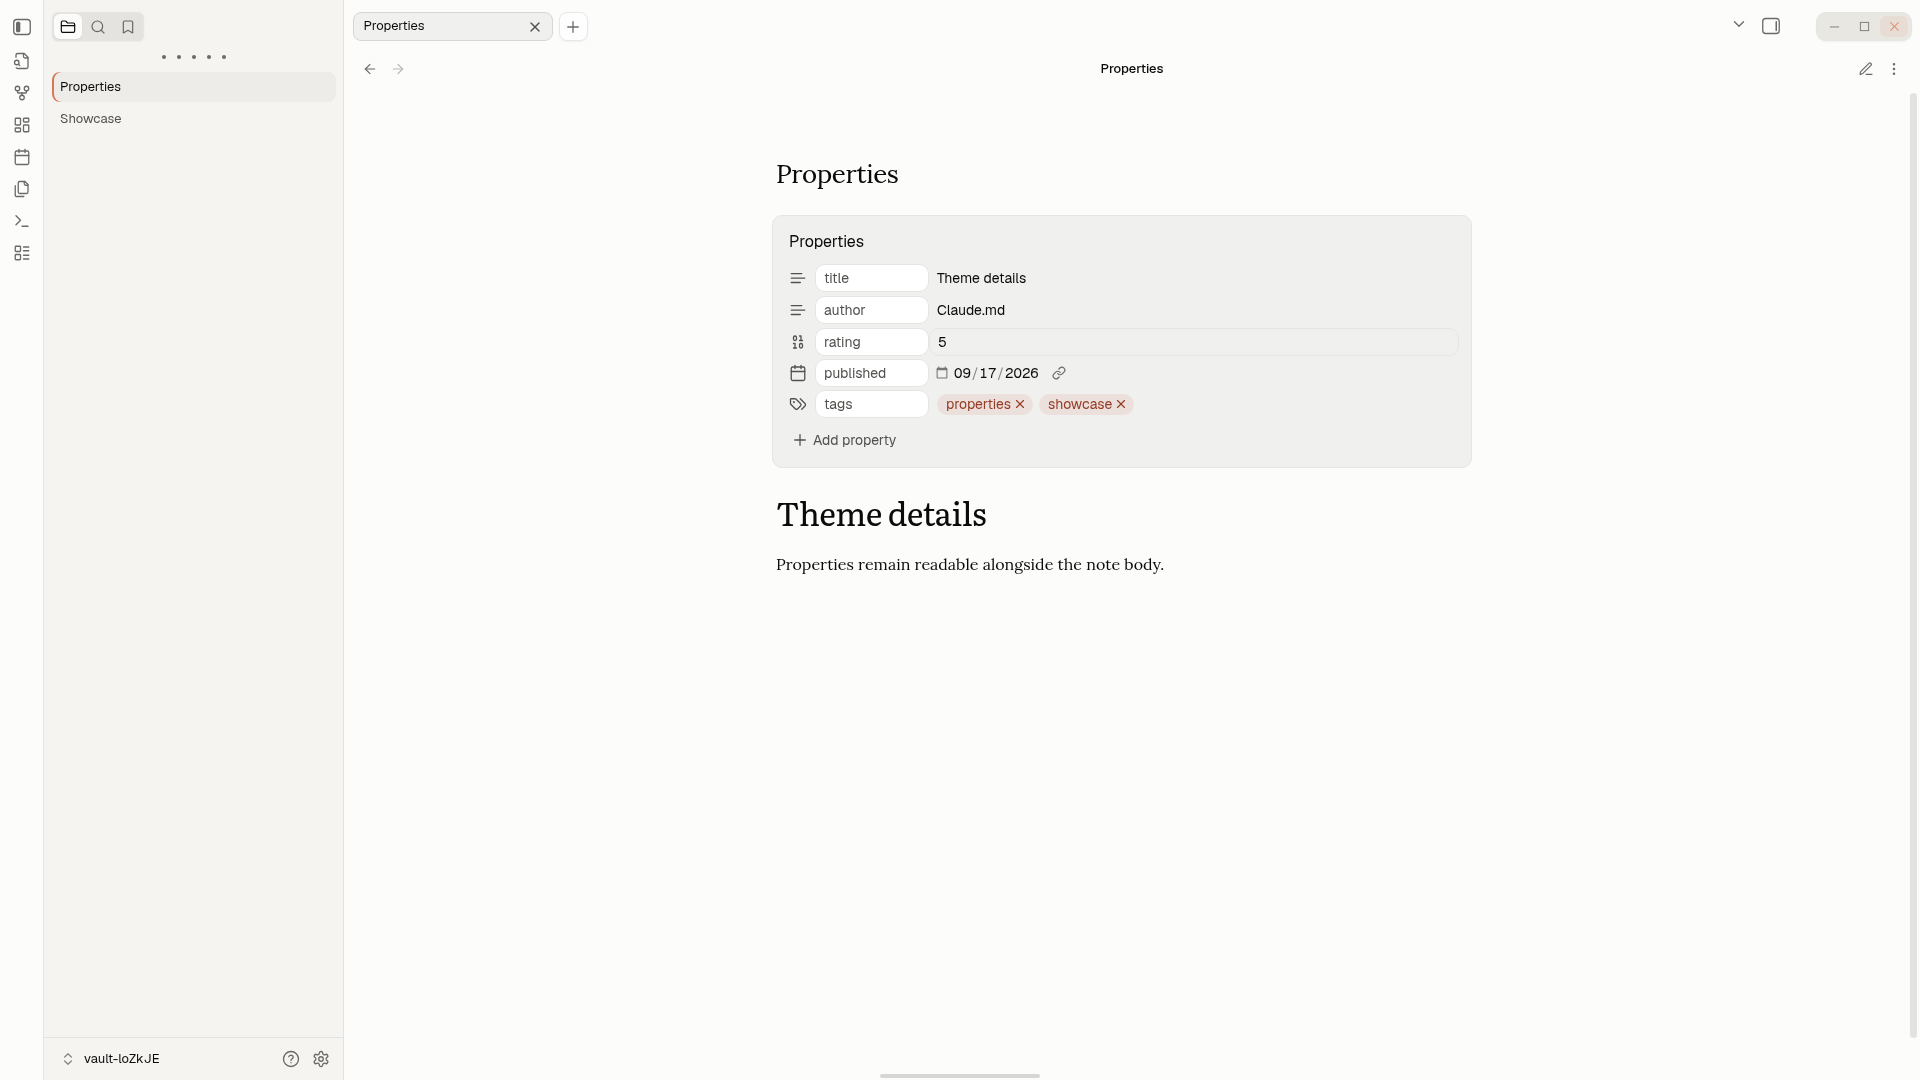 Properties
Properties
Properties
Showcase
Properties
Properties
title
Theme details
author
Claude.md
rating
5
published
09/17/2026
tags
properties
showcase
Add property
Theme details
Properties remain readable alongside the note body.
vault-loZkJE